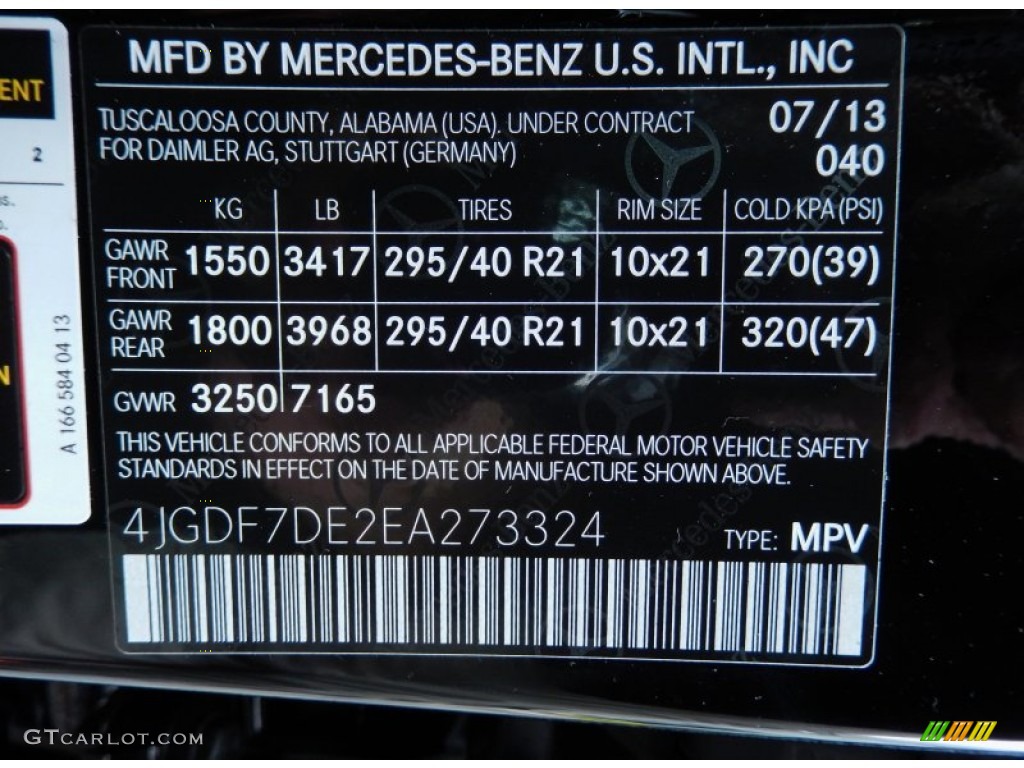 MFD BY MERCEDES-BENZ U.S. INTL., INC
TUSCALOOSA COUNTY, ALABAMA (USA). UNDER CONTRACT
FOR DAIMLER AG, STUTTGART (GERMANY)
07/13
040
KG LB TIRES RIM SIZE COLD KPA (PSI)
GAWR
FRONT 1550 3417 295/40 R21 10x21 270(39)
GAWR
REAR 1800 3968 295/40 R21 10x21 320(47)
GVWR 3250 7165
THIS VEHICLE CONFORMS TO ALL APPLICABLE FEDERAL MOTOR VEHICLE SAFETY
STANDARDS IN EFFECT ON THE DATE OF MANUFACTURE SHOWN ABOVE.
4JGDF7DE2EA273324
TYPE: MPV
ENT
2
A 166 584 04 13
N
GTCARLOT.COM